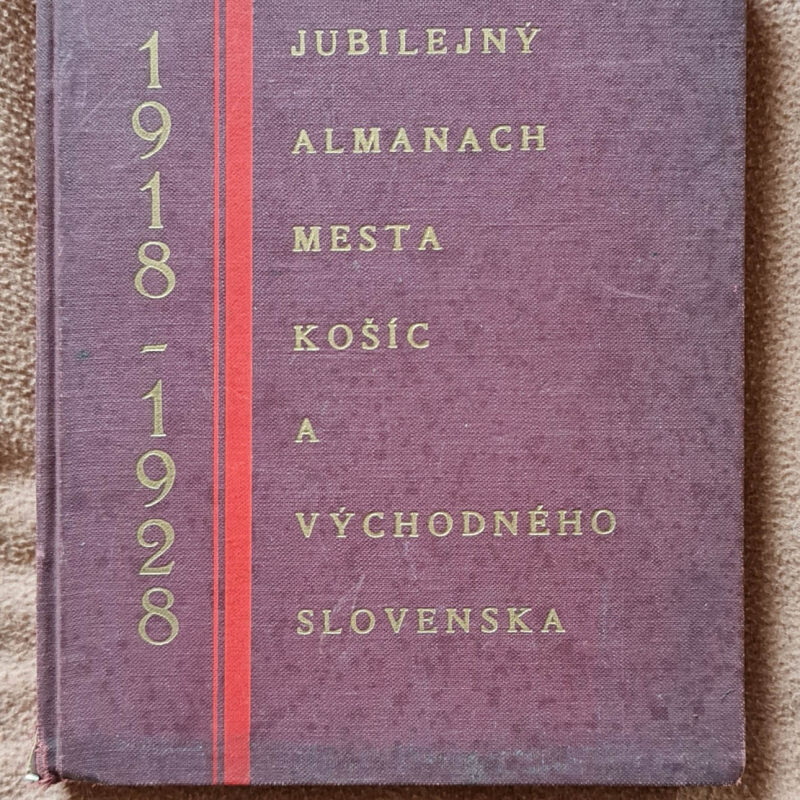 1918-1928
JUBILEJNÝ
ALMANACH
MESTA
KOŠÍC
A
VÝCHODNÉHO
SLOVENSKA